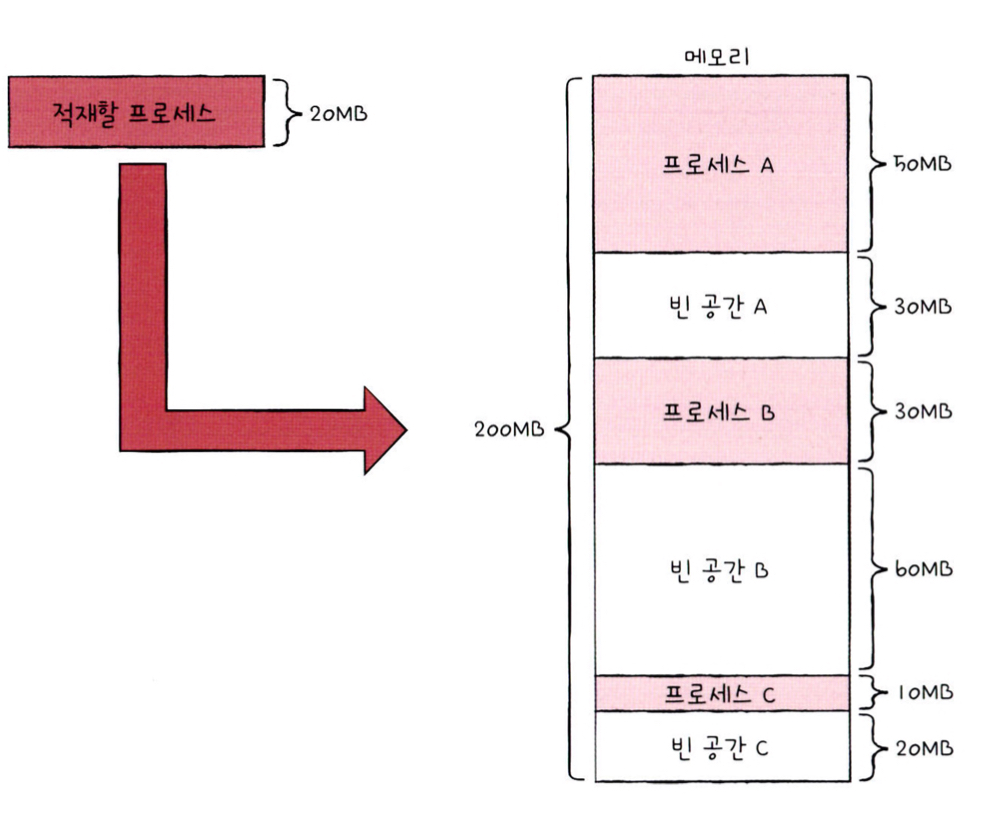 적재할 프로세스
20MB
메모리
200MB
프로세스 A
50MB
빈 공간 A
30MB
프로세스 B
30MB
빈 공간 B
60MB
프로세스 C
10MB
빈 공간 C
20MB